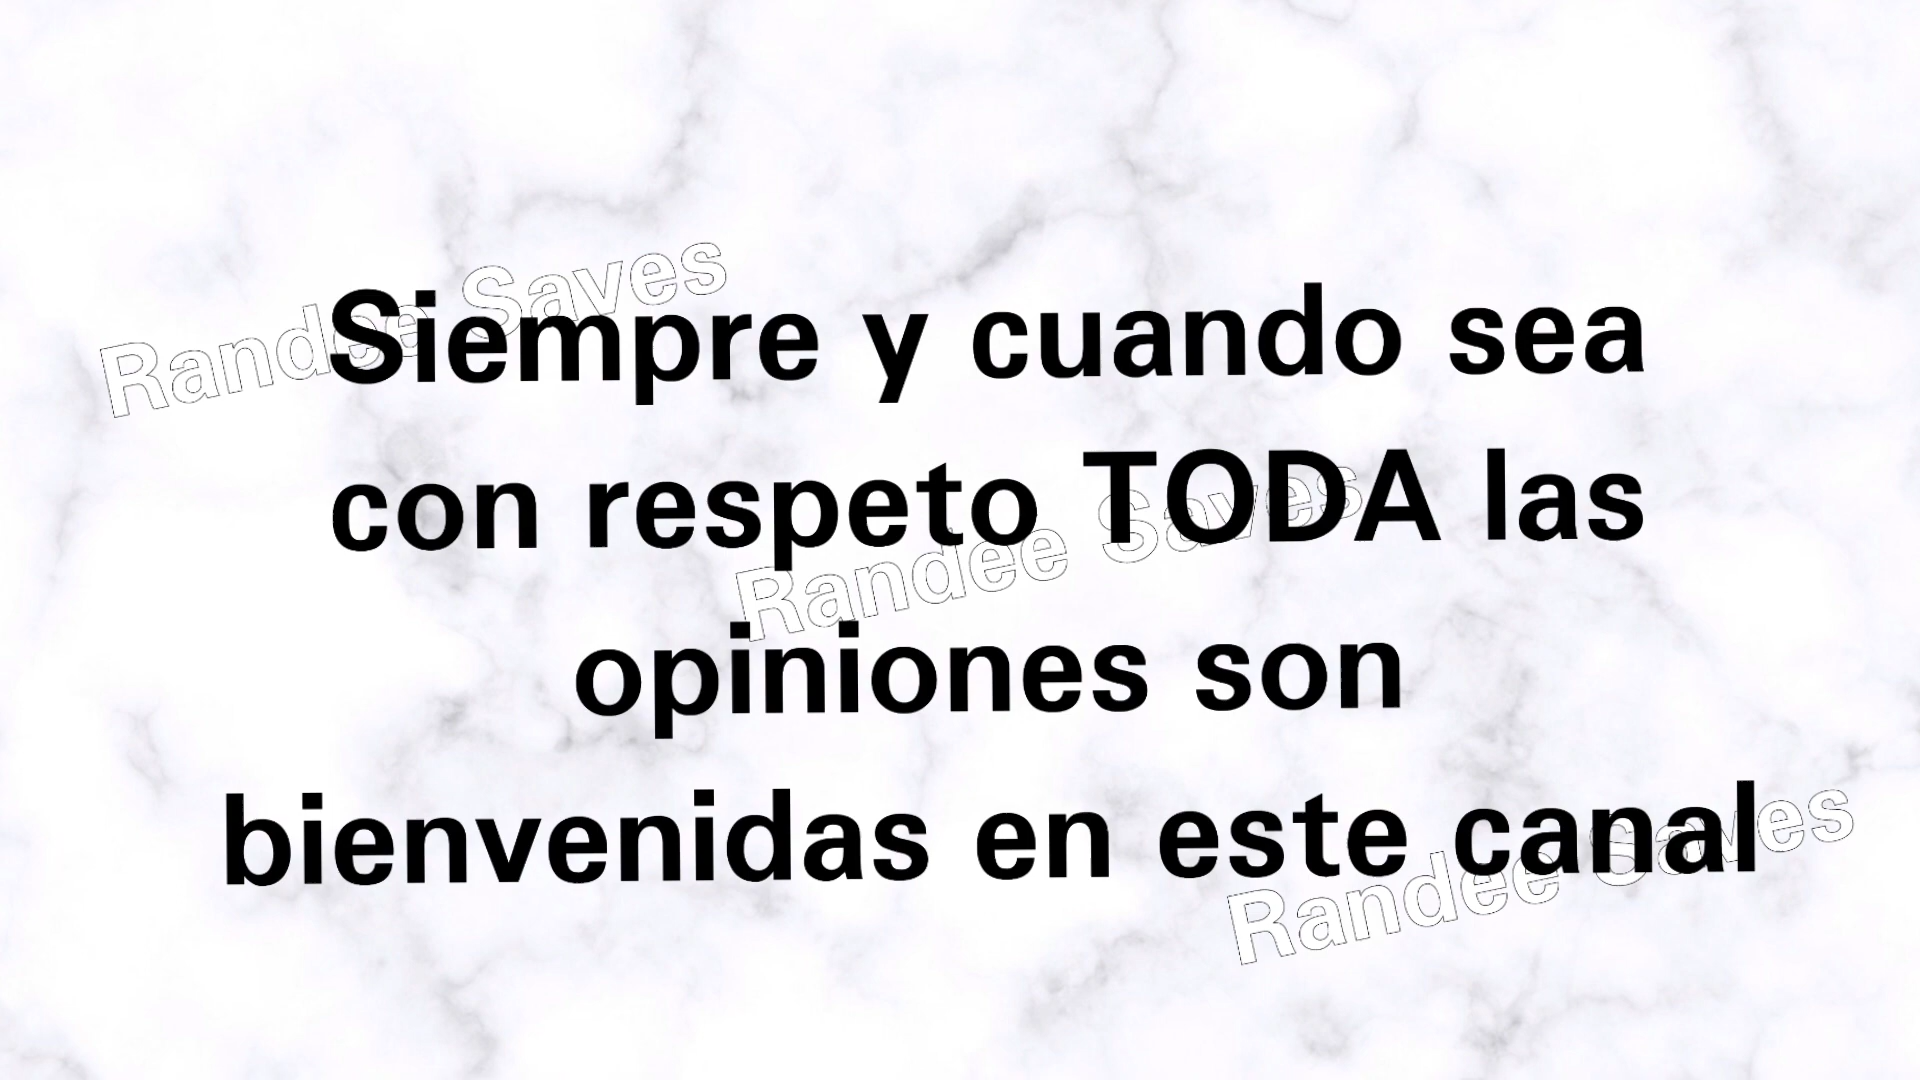 Randee Saves
Siempre y cuando sea
con respeto TODA las
Randee Saves
opiniones son
bienvenidas en este canal
Randee Saves